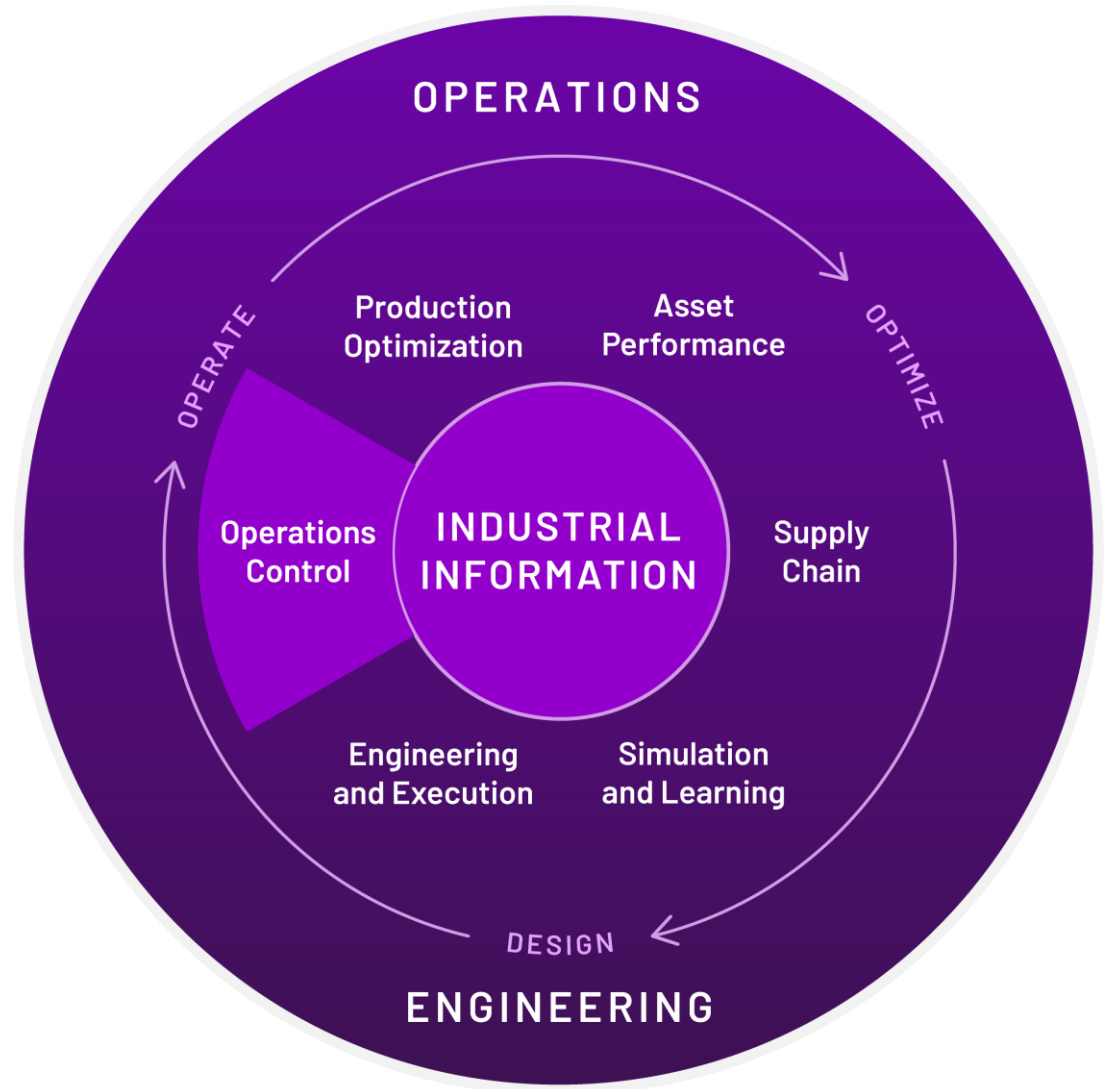 OPERATIONS
OPERATE
OPTIMIZE
Production
Optimization
Asset
Performance
Operations
Control
INDUSTRIAL
INFORMATION
Supply
Chain
Engineering
and Execution
Simulation
and Learning
DESIGN
ENGINEERING